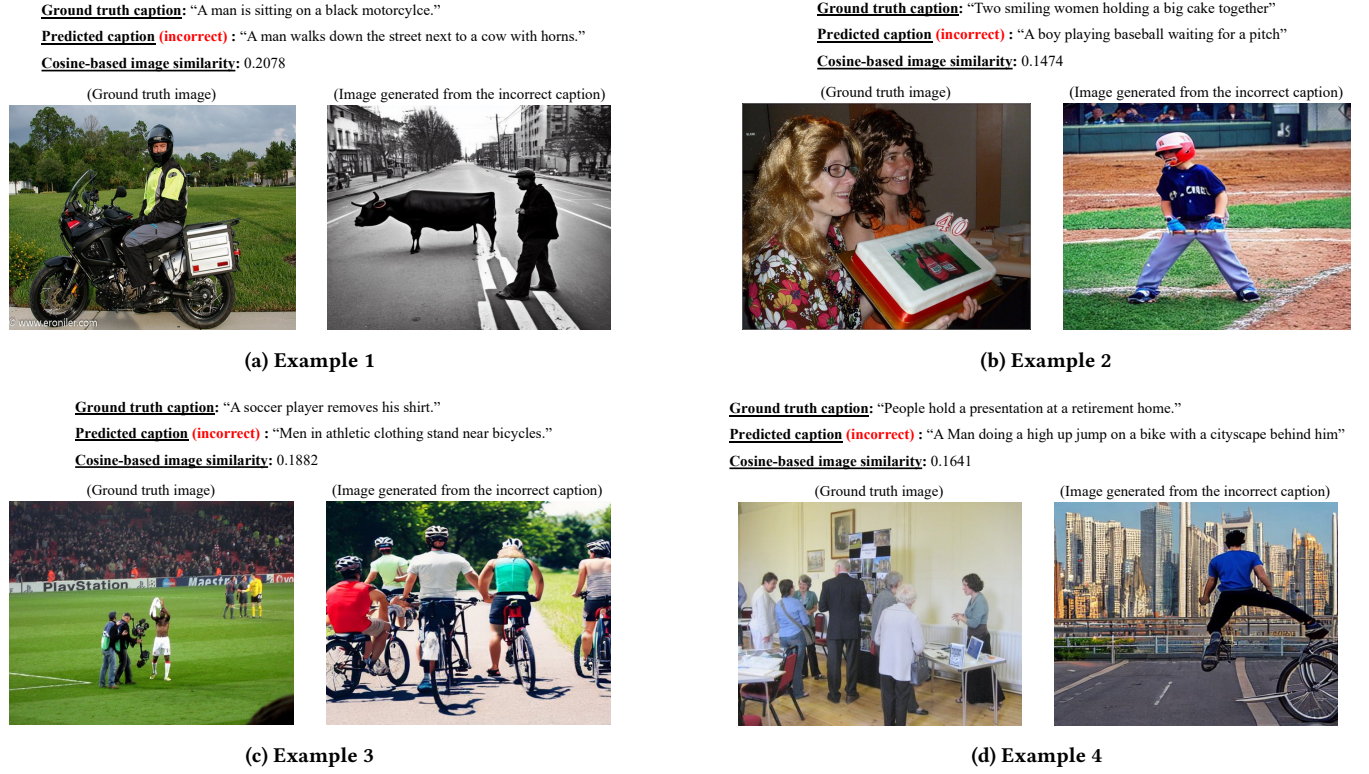 Ground truth caption: “A man is sitting on a black motorcylce.”
Predicted caption (incorrect) : “A man walks down the street next to a cow with horns.”
Cosine-based image similarity: 0.2078
(Ground truth image) (Image generated from the incorrect caption)
© www.eroniler.com
(a) Example 1
Ground truth caption: “Two smiling women holding a big cake together”
Predicted caption (incorrect) : “A boy playing baseball waiting for a pitch”
Cosine-based image similarity: 0.1474
(Ground truth image) (Image generated from the incorrect caption)
40
(b) Example 2
Ground truth caption: “A soccer player removes his shirt.”
Predicted caption (incorrect) : “Men in athletic clothing stand near bicycles.”
Cosine-based image similarity: 0.1882
(Ground truth image) (Image generated from the incorrect caption)
PlayStation
(c) Example 3
Ground truth caption: “People hold a presentation at a retirement home.”
Predicted caption (incorrect) : “A Man doing a high up jump on a bike with a cityscape behind him”
Cosine-based image similarity: 0.1641
(Ground truth image) (Image generated from the incorrect caption)
(d) Example 4